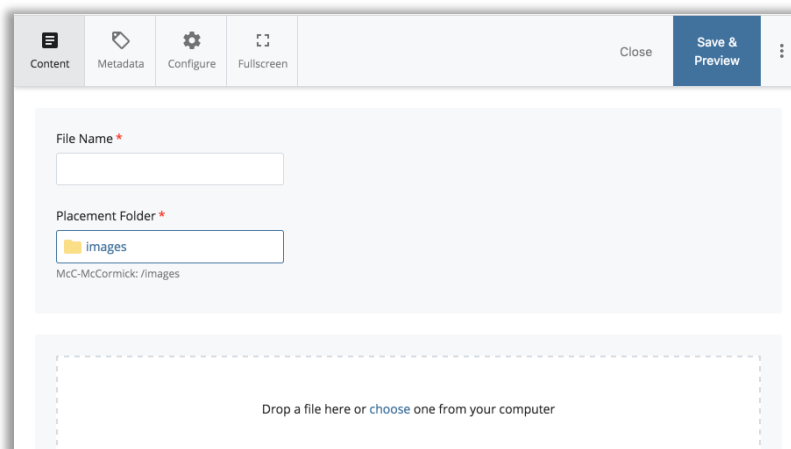 Content
Metadata
Configure
Fullscreen
Close
Save &
Preview
File Name *
Placement Folder *
images
McC-McCormick: /images
Drop a file here or choose one from your computer